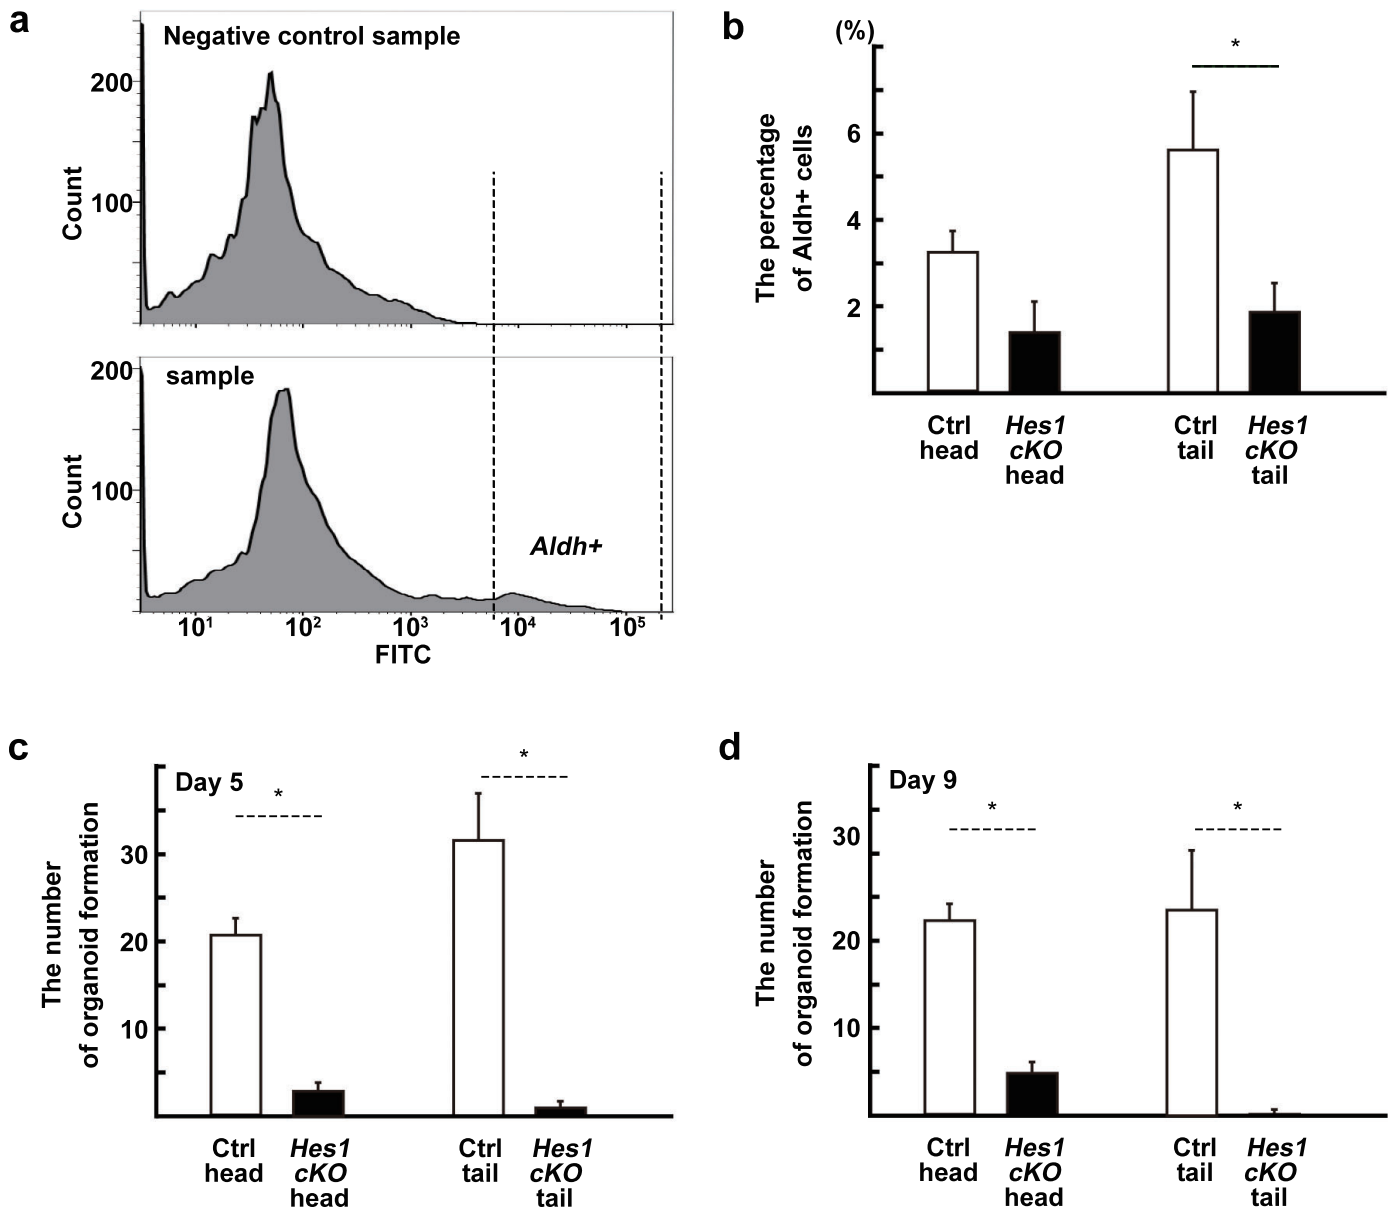 a
Negative control sample
200
100
Count
sample
200
100
Count
Aldh+
10¹ 10² 10³ 10⁴ 10⁵
FITC
b
(%)
The percentage
of Aldh+ cells
6
4
2
*
Ctrl
head
Hes1
cKO
head
Ctrl
tail
Hes1
cKO
tail
c
Day 5
The number
of organoid formation
30
20
10
*
*
Ctrl
head
Hes1
cKO
head
Ctrl
tail
Hes1
cKO
tail
d
Day 9
The number
of organoid formation
30
20
10
*
*
Ctrl
head
Hes1
cKO
head
Ctrl
tail
Hes1
cKO
tail